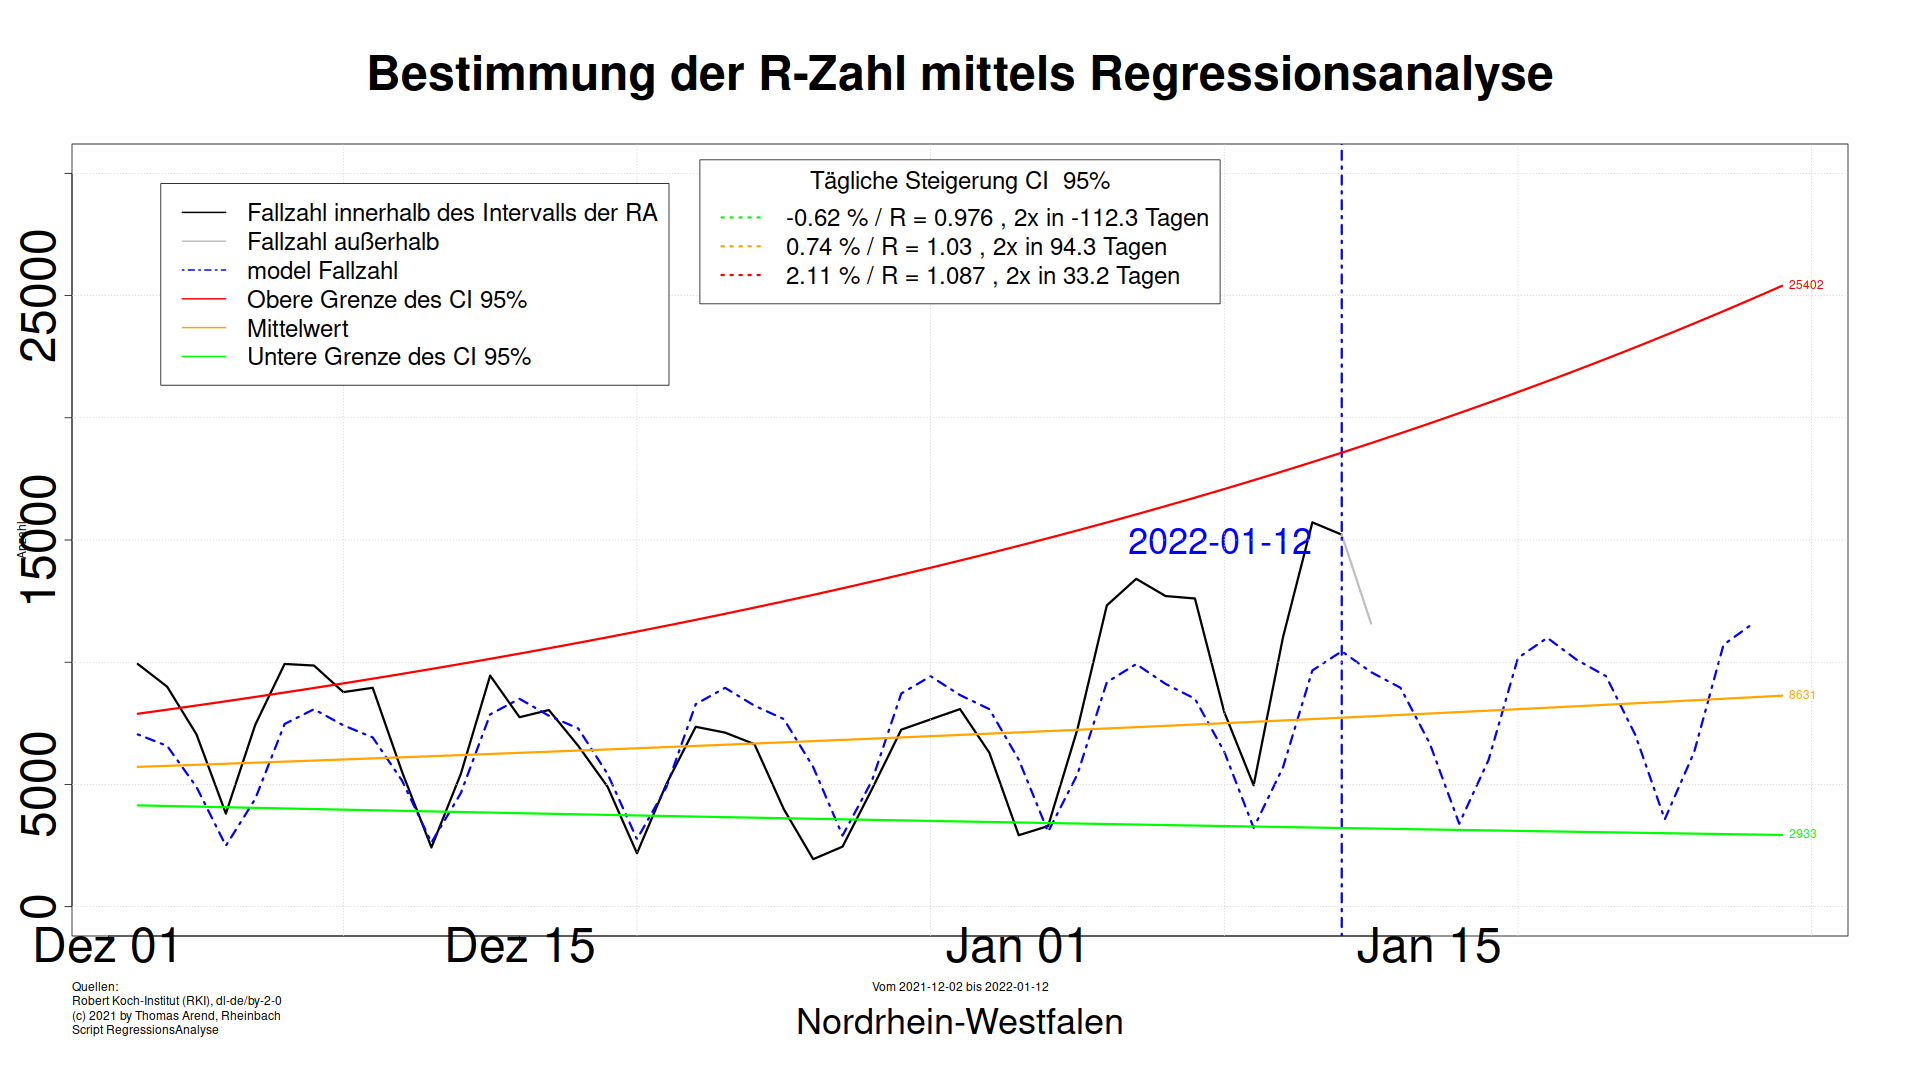 Bestimmung der R-Zahl mittels Regressionsanalyse
Fallzahl innerhalb des Intervalls der RA
Fallzahl außerhalb
model Fallzahl
Obere Grenze des CI 95%
Mittelwert
Untere Grenze des CI 95%
Tägliche Steigerung CI  95%
-0.62 % / R = 0.976 , 2x in -112.3 Tagen
0.74 % / R = 1.03 , 2x in 94.3 Tagen
2.11 % / R = 1.087 , 2x in 33.2 Tagen
25000
15000
5000
0
Anzahl
25402
2022-01-12
8631
2933
Dez 01
Dez 15
Jan 01
Jan 15
Quellen:
Robert Koch-Institut (RKI), dl-de/by-2-0
(c) 2021 by Thomas Arend, Rheinbach
Script RegressionsAnalyse
Vom 2021-12-02 bis 2022-01-12
Nordrhein-Westfalen